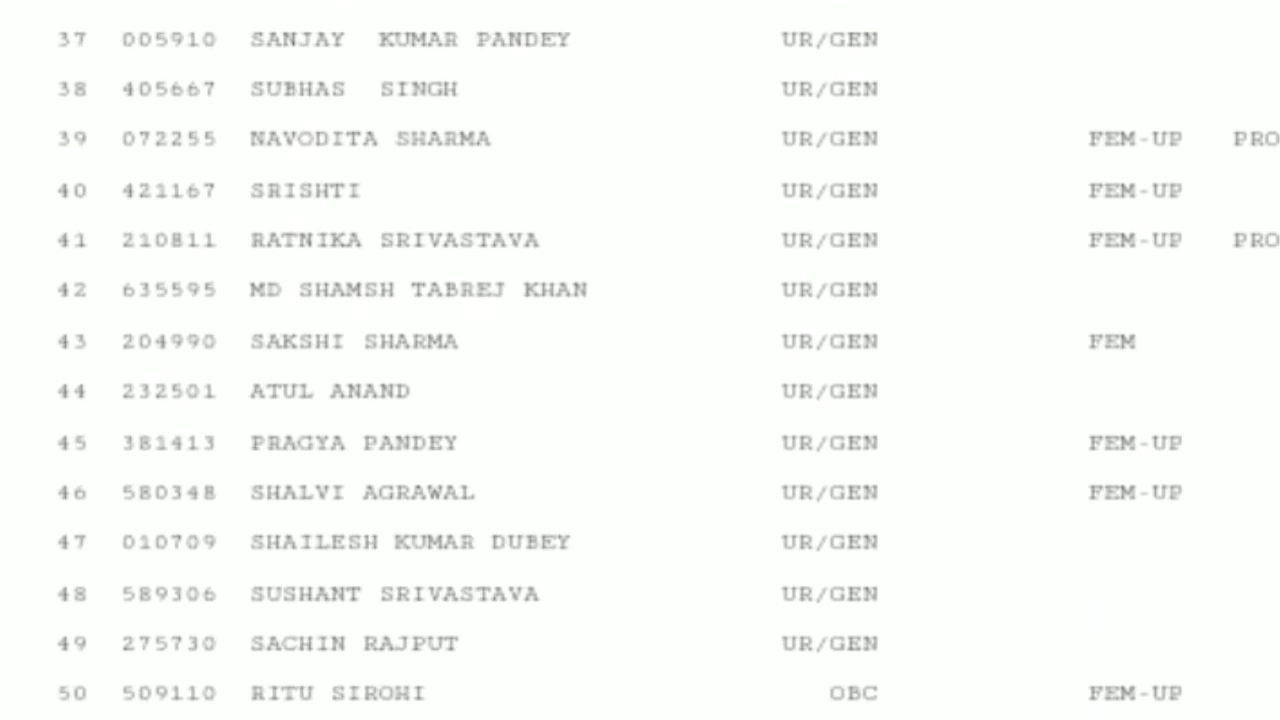 37 005910 SANJAY KUMAR PANDEY UR/GEN
38 405667 SUBHAS SINGH UR/GEN
39 072255 NAVODITA SHARMA UR/GEN FEM-UP PRO
40 421167 SRISHTI UR/GEN FEM-UP
41 210811 RATNIKA SRIVASTAVA UR/GEN FEM-UP PRO
42 635595 MD SHAMSH TABREJ KHAN UR/GEN
43 204990 SAKSHI SHARMA UR/GEN FEM
44 232501 ATUL ANAND UR/GEN
45 381413 PRAGYA PANDEY UR/GEN FEM-UP
46 580348 SHALVI AGRAWAL UR/GEN FEM-UP
47 010709 SHAILESH KUMAR DUBEY UR/GEN
48 589306 SUSHANT SRIVASTAVA UR/GEN
49 275730 SACHIN RAJPUT UR/GEN
50 509110 RITU SIROHI OBC FEM-UP